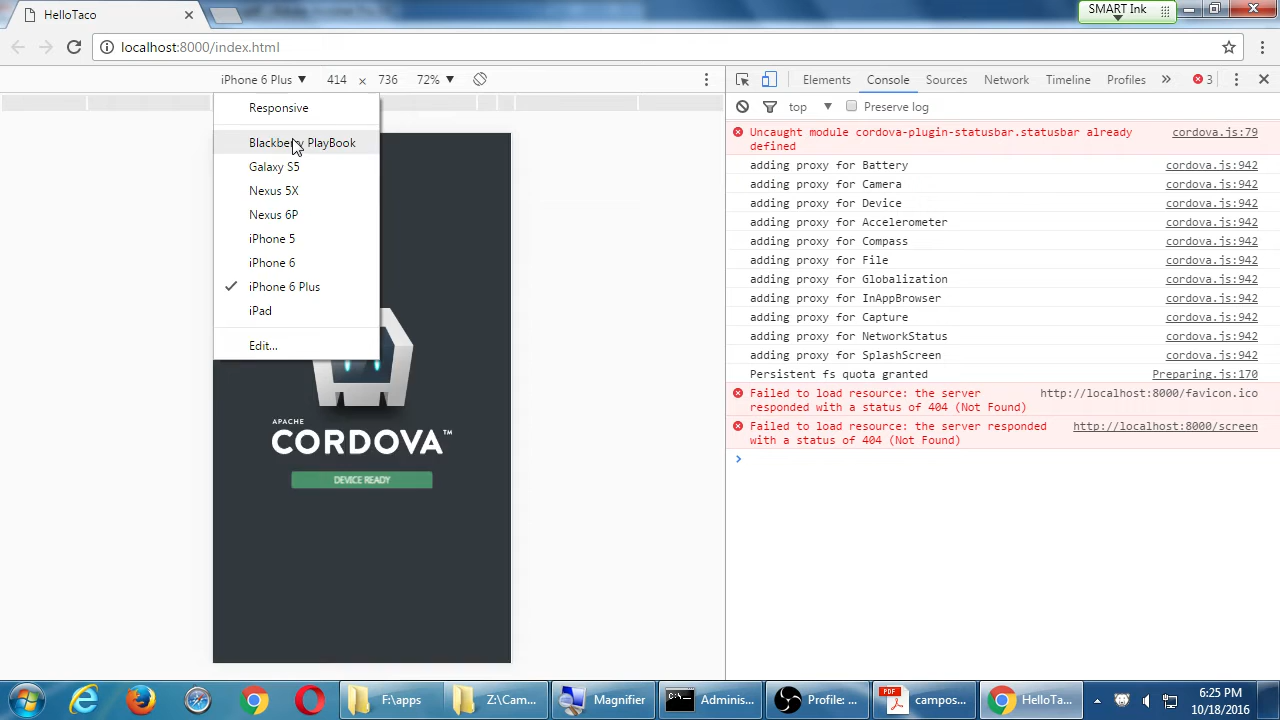 HelloTaco
SMART Ink
localhost:8000/index.html
iPhone 6 Plus ▼ 414 × 736 72% ▼
Elements Console Sources Network Timeline Profiles » 3
top ▼ Preserve log
Responsive
Blackberry PlayBook
Galaxy S5
Nexus 5X
Nexus 6P
iPhone 5
iPhone 6
iPhone 6 Plus
iPad
Edit...
APACHE
CORDOVA™
DEVICE READY
Uncaught module cordova-plugin-statusbar.statusbar already cordova.js:79
defined
adding proxy for Battery cordova.js:942
adding proxy for Camera cordova.js:942
adding proxy for Device cordova.js:942
adding proxy for Accelerometer cordova.js:942
adding proxy for Compass cordova.js:942
adding proxy for File cordova.js:942
adding proxy for Globalization cordova.js:942
adding proxy for InAppBrowser cordova.js:942
adding proxy for Capture cordova.js:942
adding proxy for NetworkStatus cordova.js:942
adding proxy for SplashScreen cordova.js:942
Persistent fs quota granted Preparing.js:170
Failed to load resource: the server http://localhost:8000/favicon.ico
responded with a status of 404 (Not Found)
Failed to load resource: the server responded http://localhost:8000/screen
with a status of 404 (Not Found)
F:\apps Z:\Cam... Magnifier Adminis... Profile: ... campos... HelloTa...
6:25 PM
10/18/2016